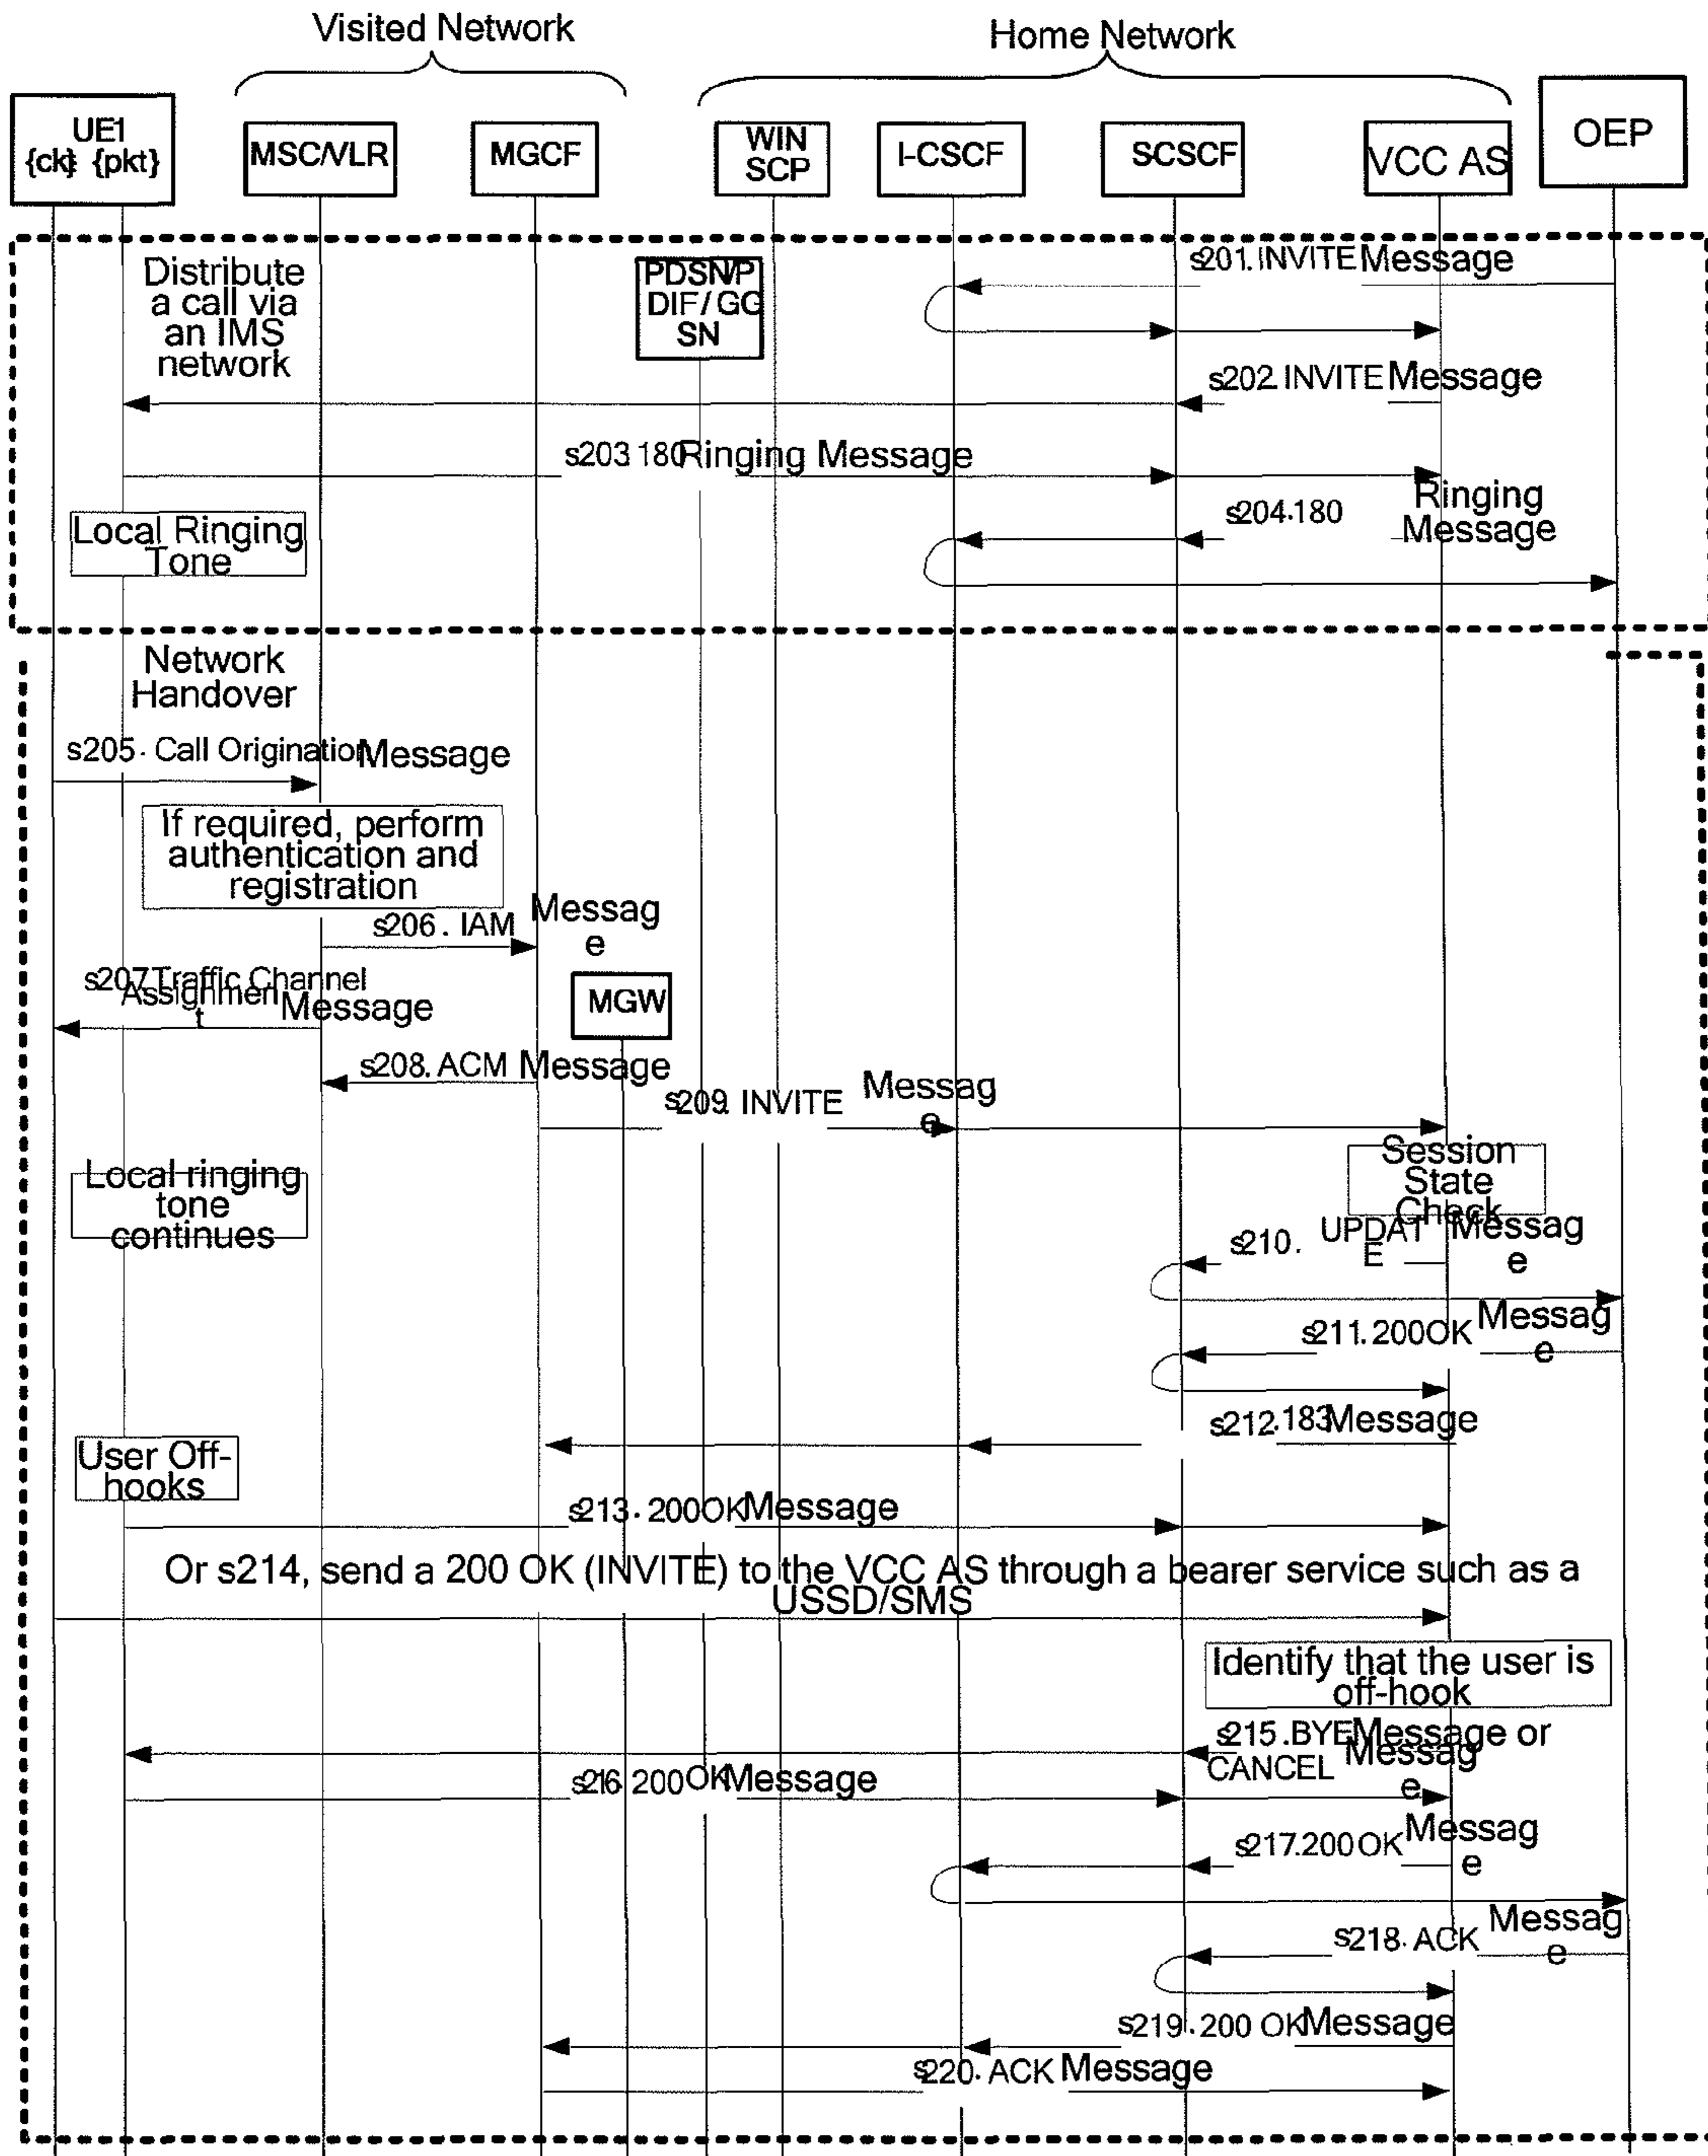 Visited Network
Home Network
UE1
{ck} {pkt}
MSC/VLR
MGCF
WIN
SCP
I-CSCF
SCSCF
VCC AS
OEP
Distribute
a call via
an IMS
network
PDSN/P
DIF/GG
SN
s201.INVITE Message
s202.INVITE Message
s203 180 Ringing Message
Local Ringing
Tone
s204.180 Ringing
Message
Network
Handover
s205. Call Origination Message
If required, perform
authentication and
registration
s206. IAM Messag
e
s207 Traffic Channel
Assignmen
t Message
MGW
s208. ACM Message
s209. INVITE Messag
e
Session
State
Check
Local ringing
tone
continues
s210. UPDAT
E Messag
e
s211.200OK Messag
e
s212.183 Message
User Off-
hooks
s213. 200OK Message
Or s214, send a 200 OK (INVITE) to the VCC AS through a bearer service such as a
USSD/SMS
Identify that the user is
off-hook
s215.BYE Message or
CANCEL Messag
e
s216 200OK Message
s217.200 OK Messag
e
s218. ACK Messag
e
s219.200 OK Message
s220. ACK Message